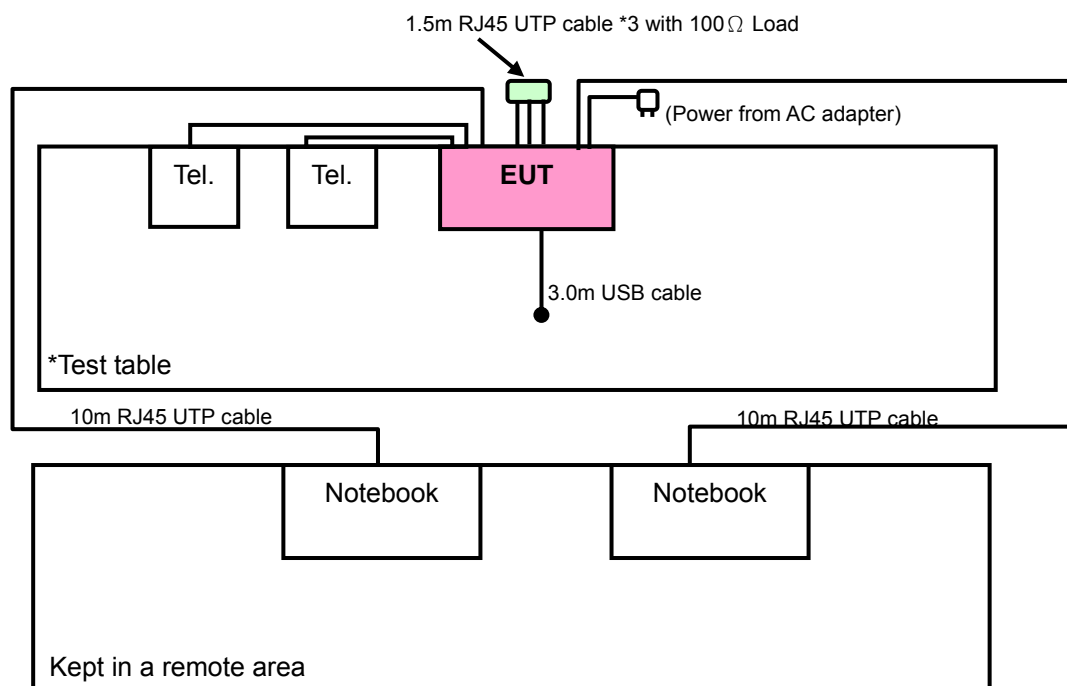 1.5m RJ45 UTP cable *3 with 100Ω Load
(Power from AC adapter)
Tel.
Tel.
EUT
3.0m USB cable
*Test table
10m RJ45 UTP cable
10m RJ45 UTP cable
Notebook
Notebook
Kept in a remote area